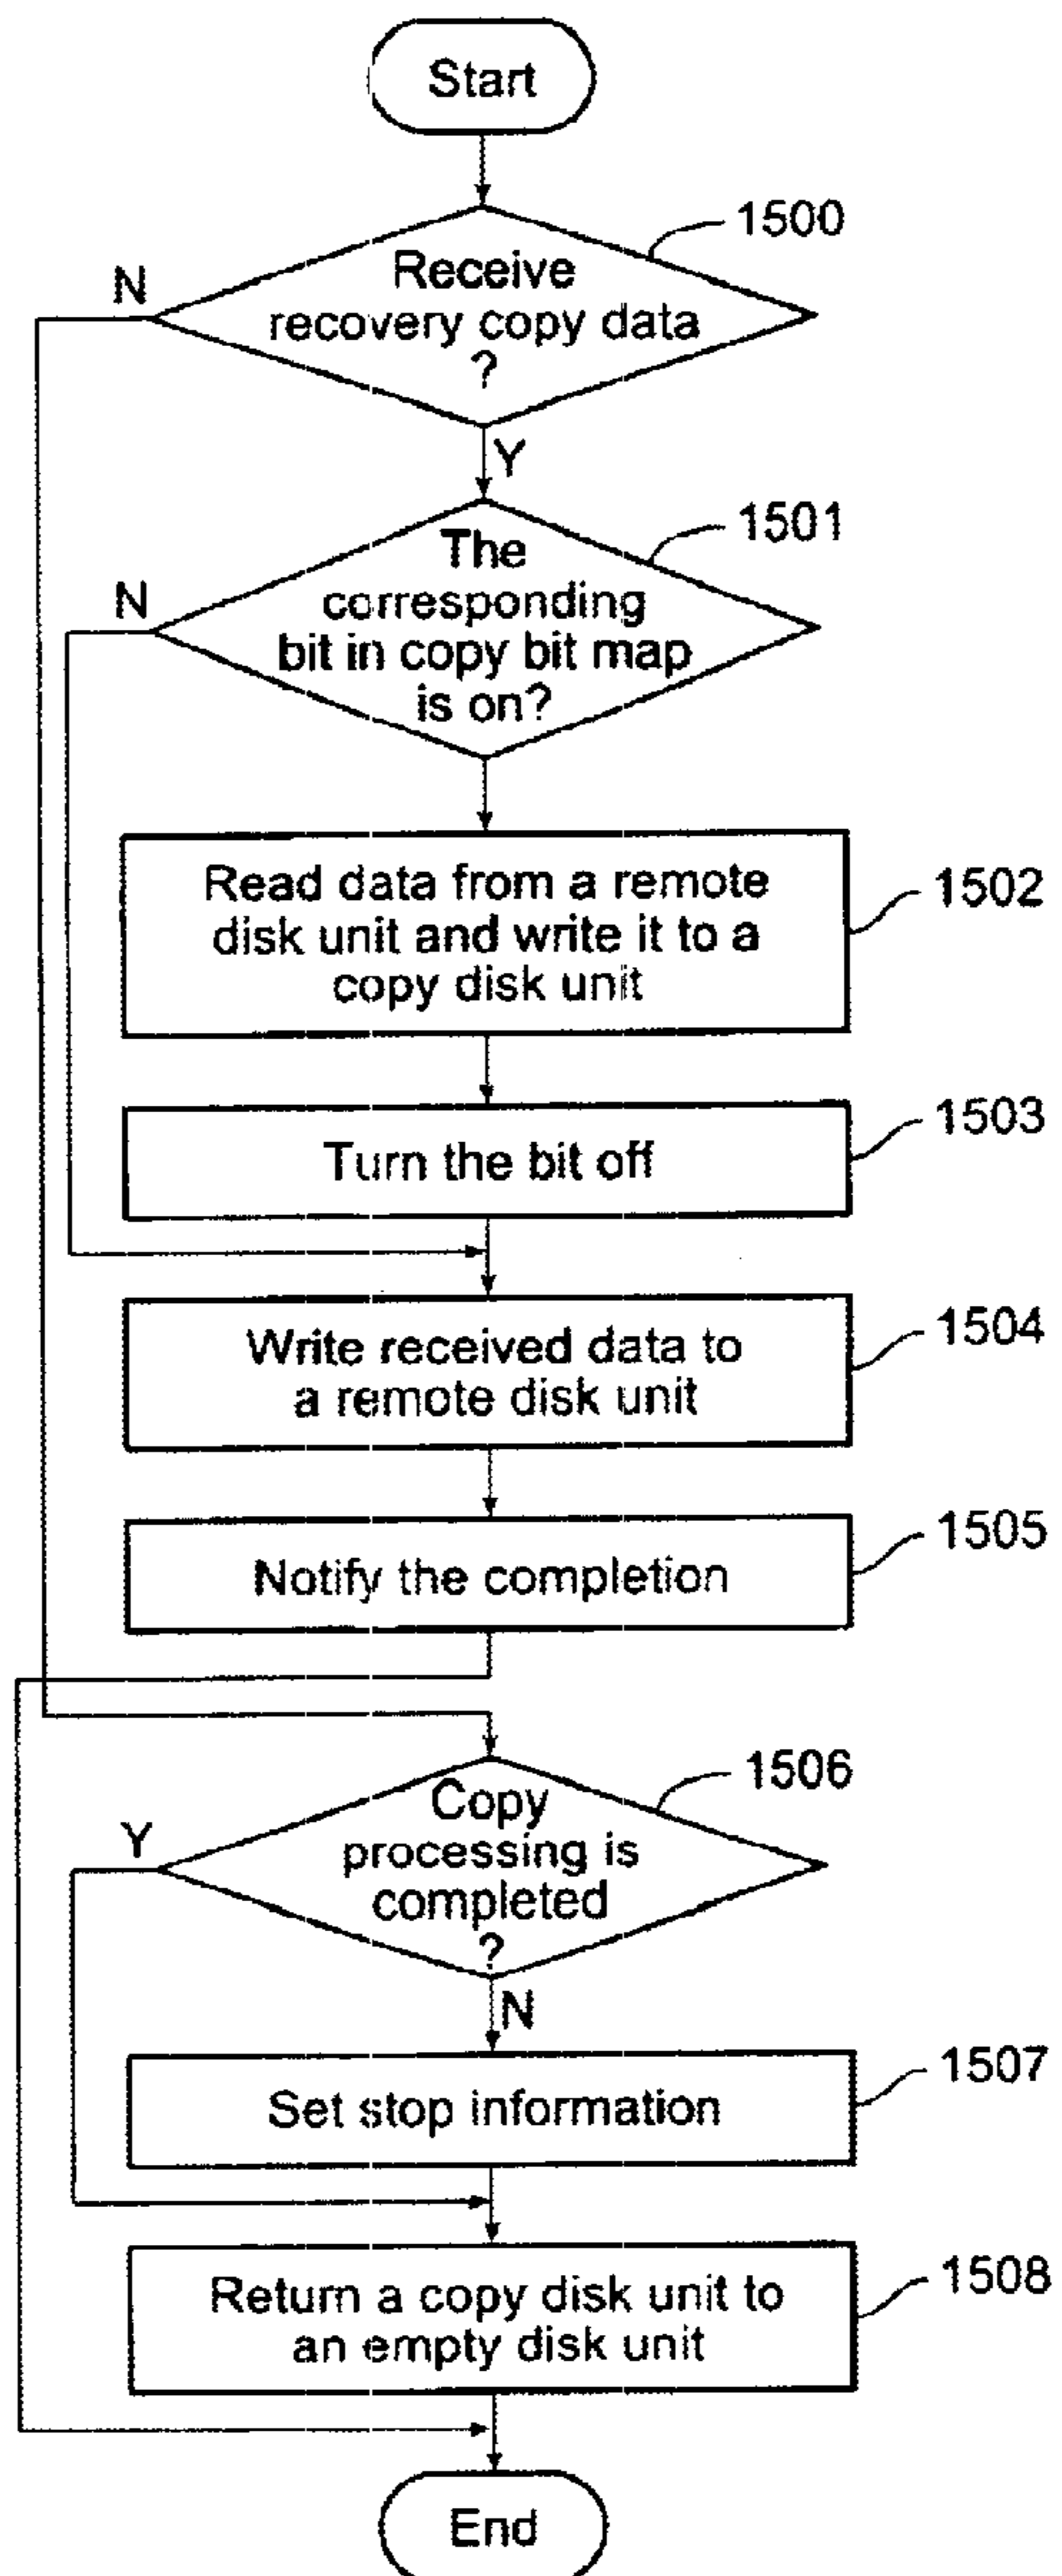 Start
1500
N
Receive
recovery copy data
?
Y
1501
N
The
corresponding
bit in copy bit map
is on?
Read data from a remote
disk unit and write it to a
copy disk unit
1502
Turn the bit off
1503
Write received data to
a remote disk unit
1504
Notify the completion
1505
1506
Y
Copy
processing is
completed
?
N
Set stop information
1507
Return a copy disk unit to
an empty disk unit
1508
End